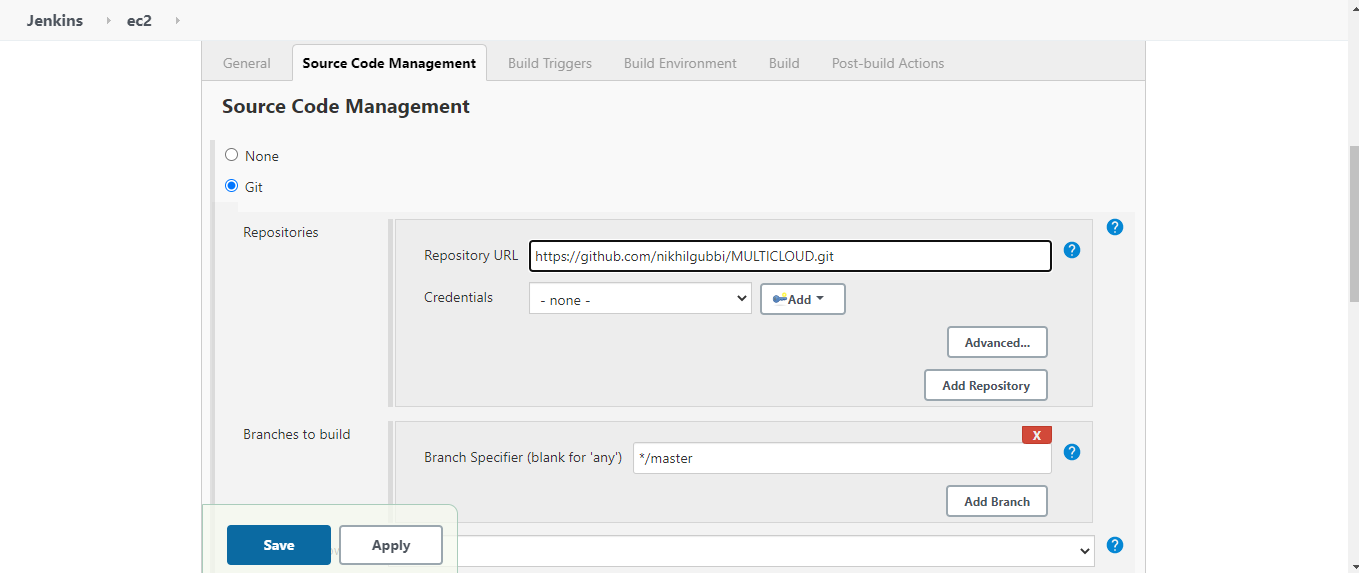 Jenkins ec2
General Source Code Management Build Triggers Build Environment Build Post-build Actions
Source Code Management
None
Git
Repositories
Repository URL https://github.com/nikhilgubbi/MULTICLOUD.git
Credentials - none - Add
Advanced...
Add Repository
Branches to build
X
Branch Specifier (blank for 'any') */master
Add Branch
Save Apply